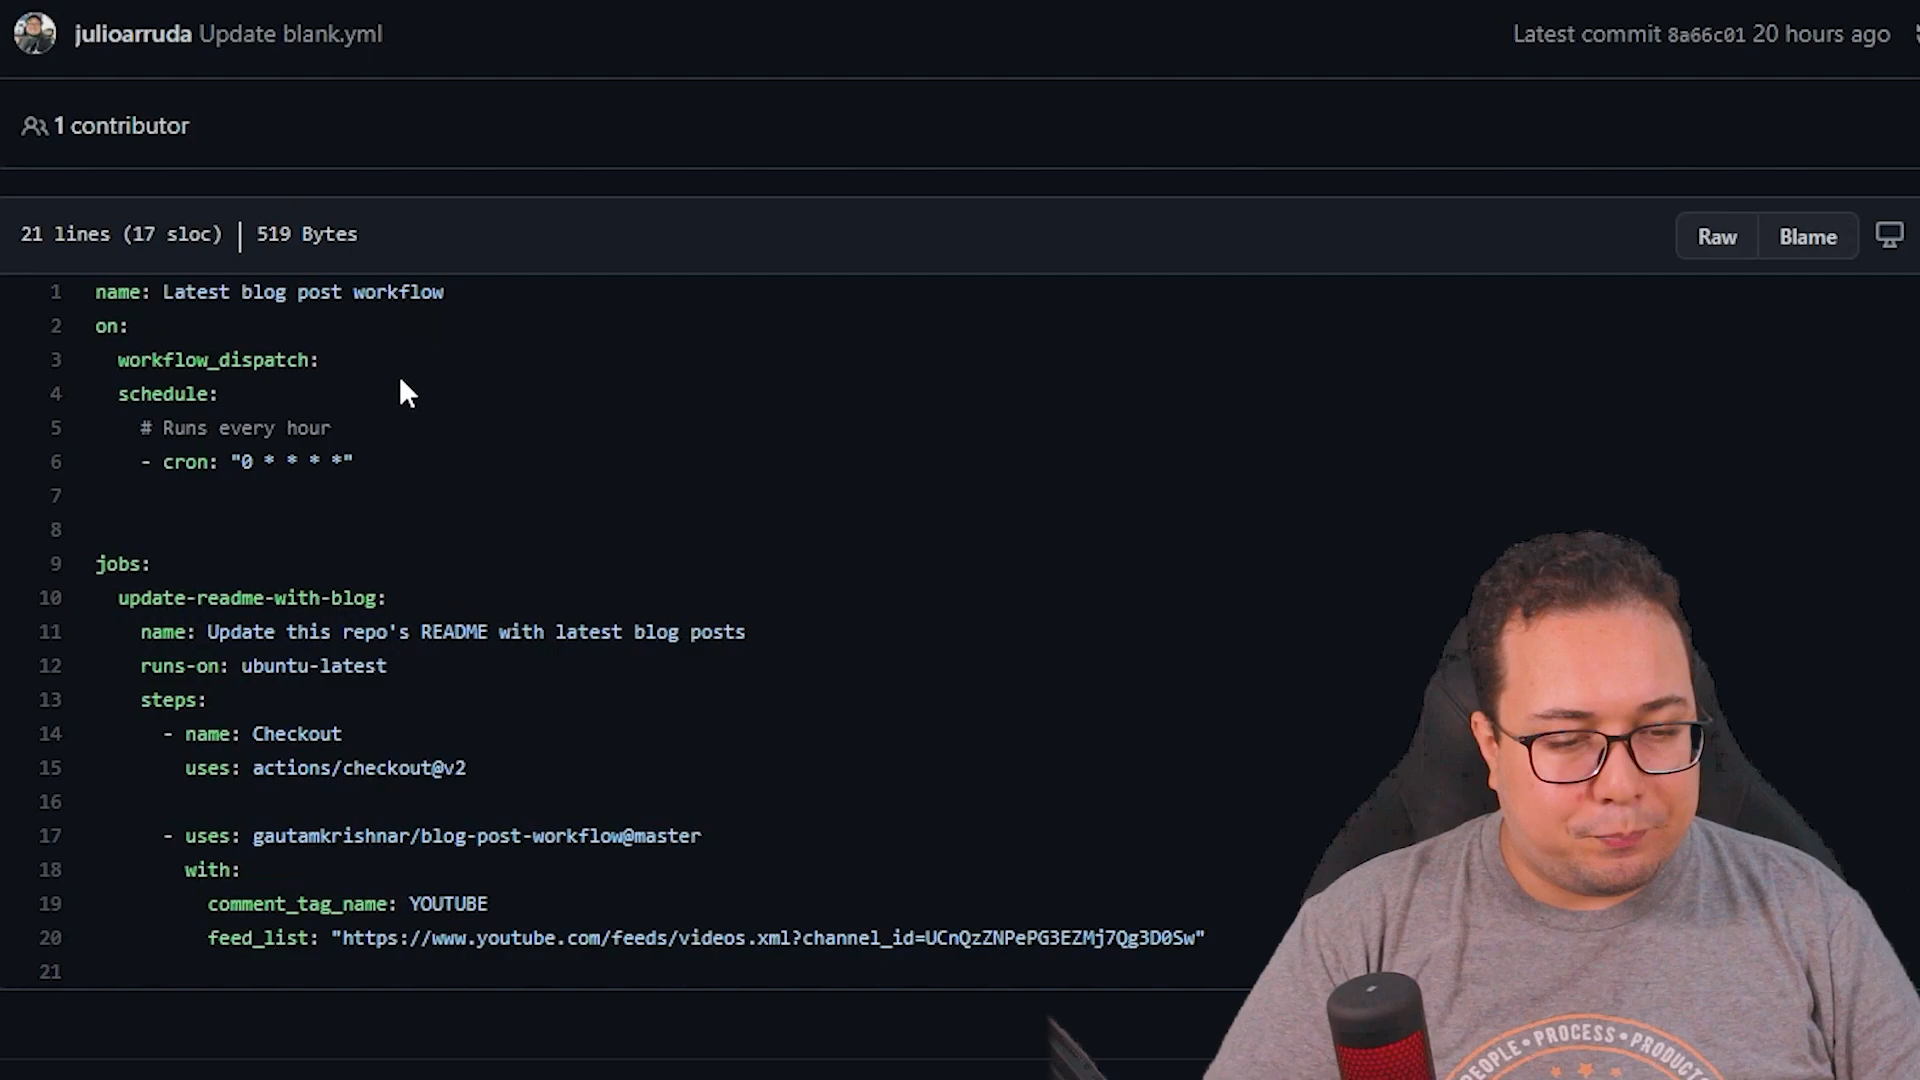 julioarruda Update blank.yml
Latest commit 8a66c01 20 hours ago
1 contributor
21 lines (17 sloc) | 519 Bytes
Raw Blame
1 name: Latest blog post workflow
2 on:
3 workflow_dispatch:
4 schedule:
5 # Runs every hour
6 - cron: "0 * * * *"
7
8
9 jobs:
10 update-readme-with-blog:
11 name: Update this repo's README with latest blog posts
12 runs-on: ubuntu-latest
13 steps:
14 - name: Checkout
15 uses: actions/checkout@v2
16
17 - uses: gautamkrishnar/blog-post-workflow@master
18 with:
19 comment_tag_name: YOUTUBE
20 feed_list: "https://www.youtube.com/feeds/videos.xml?channel_id=UCnQzZNPePG3EZMj7Qg3D0Sw"
21
PEOPLE • PROCESS • PRODUCT